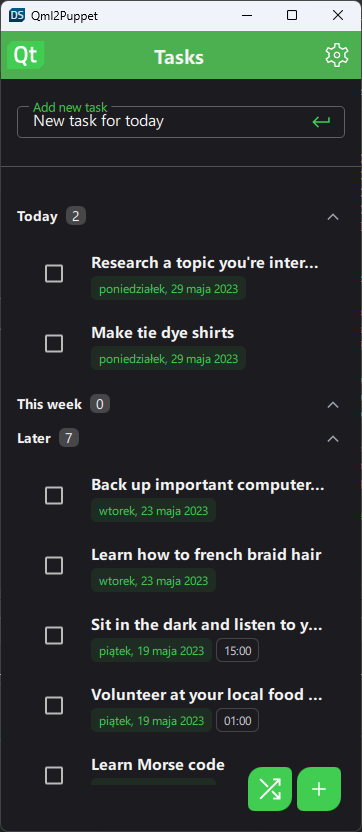 DS Qml2Puppet
Qt Tasks
Add new task
New task for today
Today 2
Research a topic you're inter...
poniedziałek, 29 maja 2023
Make tie dye shirts
poniedziałek, 29 maja 2023
This week 0
Later 7
Back up important computer...
wtorek, 23 maja 2023
Learn how to french braid hair
wtorek, 23 maja 2023
Sit in the dark and listen to y...
piątek, 19 maja 2023 15:00
Volunteer at your local food ...
piątek, 19 maja 2023 01:00
Learn Morse code